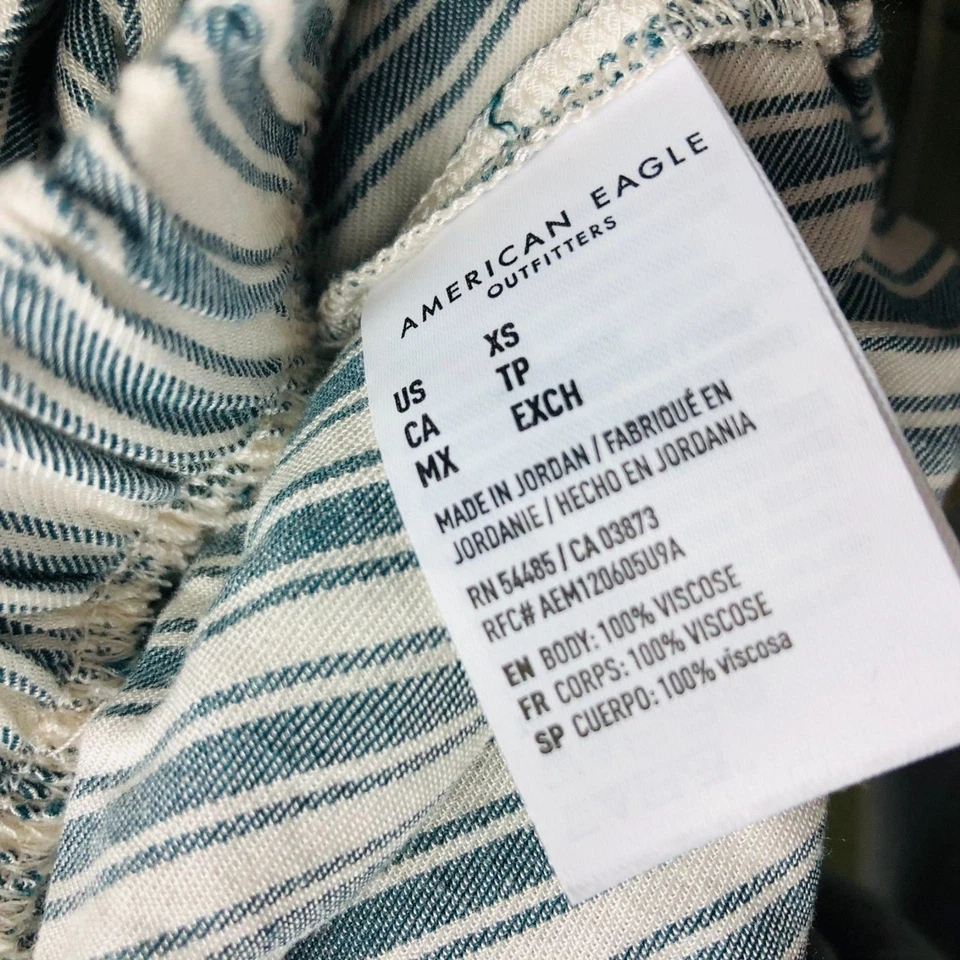 AMERICAN EAGLE
OUTFITTERS
US XS
CA TP
MX EXCH
MADE IN JORDAN / FABRIQUÉ EN
JORDANIE / HECHO EN JORDANIA
RN 54485 / CA 03873
RFC# AEM120605U9A
EN BODY: 100% VISCOSE
FR CORPS: 100% VISCOSE
SP CUERPO: 100% viscosa